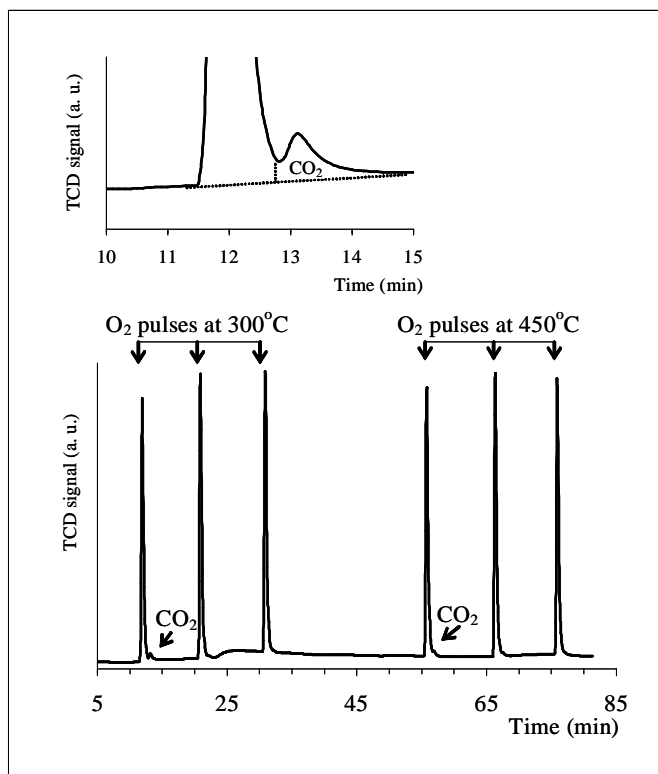 TCD signal (a. u.)
CO₂
10 11 12 13 14 15
Time (min)
O₂ pulses at 300°C O₂ pulses at 450°C
TCD signal (a. u.)
CO₂ CO₂
5 25 45 65 85
Time (min)